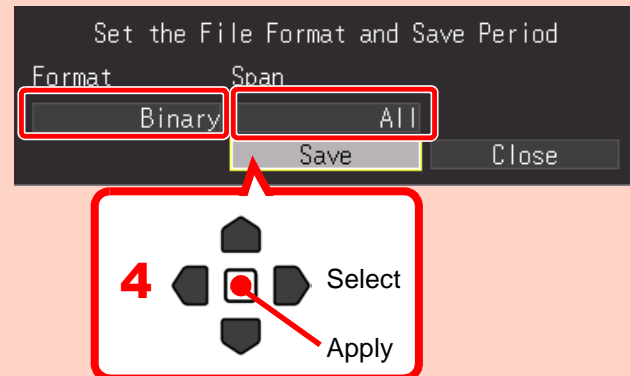 Set the File Format and Save Period
Format Span
Binary All
Save Close
4
Select
Apply